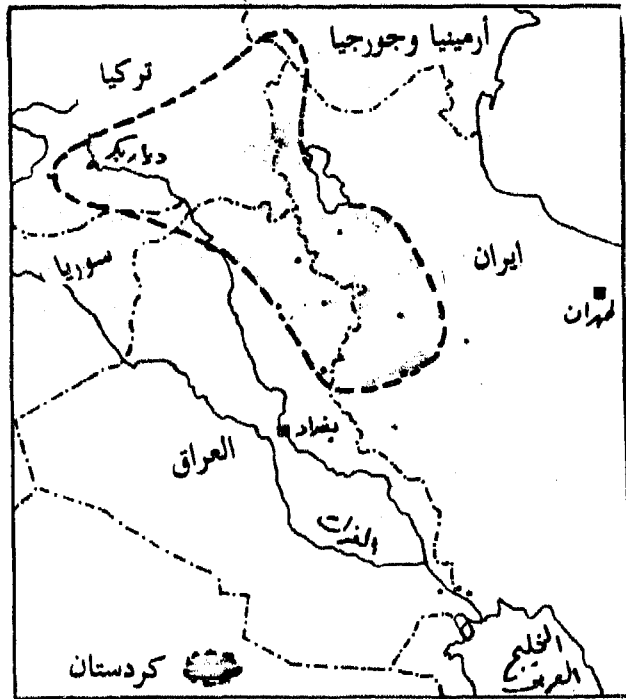 أرمينيا وجورجيا
تركيا
ديار بكر
ايران
سوريا
طهران
بغداد
العراق
الفرات
الخليج
العربي
كردستان